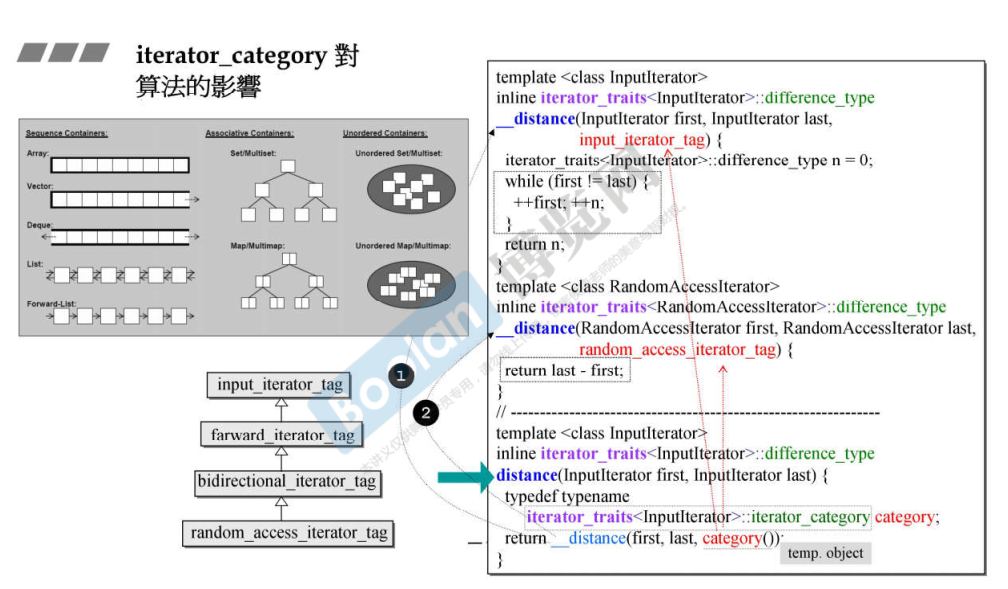 iterator_category 對
算法的影響
Sequence Containers:
Array:
Vector:
Deque:
List:
Forward-List:
Associative Containers:
Set/Multiset:
Map/Multimap:
Unordered Containers:
Unordered Set/Multiset:
Unordered Map/Multimap:
input_iterator_tag
farward_iterator_tag
bidirectional_iterator_tag
random_access_iterator_tag
1
2
template <class InputIterator>
inline iterator_traits<InputIterator>::difference_type
__distance(InputIterator first, InputIterator last,
input_iterator_tag) {
iterator_traits<InputIterator>::difference_type n = 0;
while (first != last) {
++first; ++n;
}
return n;
}
template <class RandomAccessIterator>
inline iterator_traits<RandomAccessIterator>::difference_type
__distance(RandomAccessIterator first, RandomAccessIterator last,
random_access_iterator_tag) {
return last - first;
}
// ----------------------------------------------------------------
template <class InputIterator>
inline iterator_traits<InputIterator>::difference_type
distance(InputIterator first, InputIterator last) {
typedef typename
iterator_traits<InputIterator>::iterator_category category;
return __distance(first, last, category());
}
temp. object
Boolan
博览网